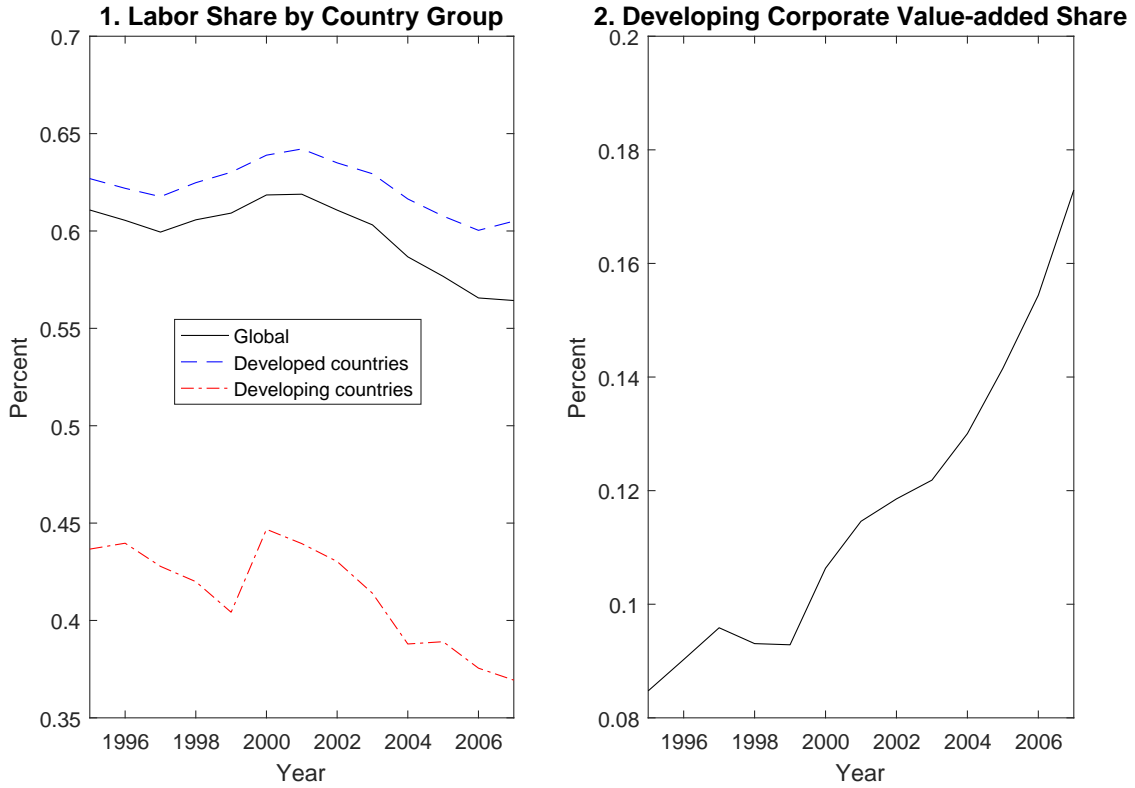 1. Labor Share by Country Group
0.7
0.65
0.6
0.55
0.5
0.45
0.4
0.35
Percent
Global
Developed countries
Developing countries
1996 1998 2000 2002 2004 2006
Year
2. Developing Corporate Value-added Share
0.2
0.18
0.16
0.14
0.12
0.1
0.08
Percent
1996 1998 2000 2002 2004 2006
Year